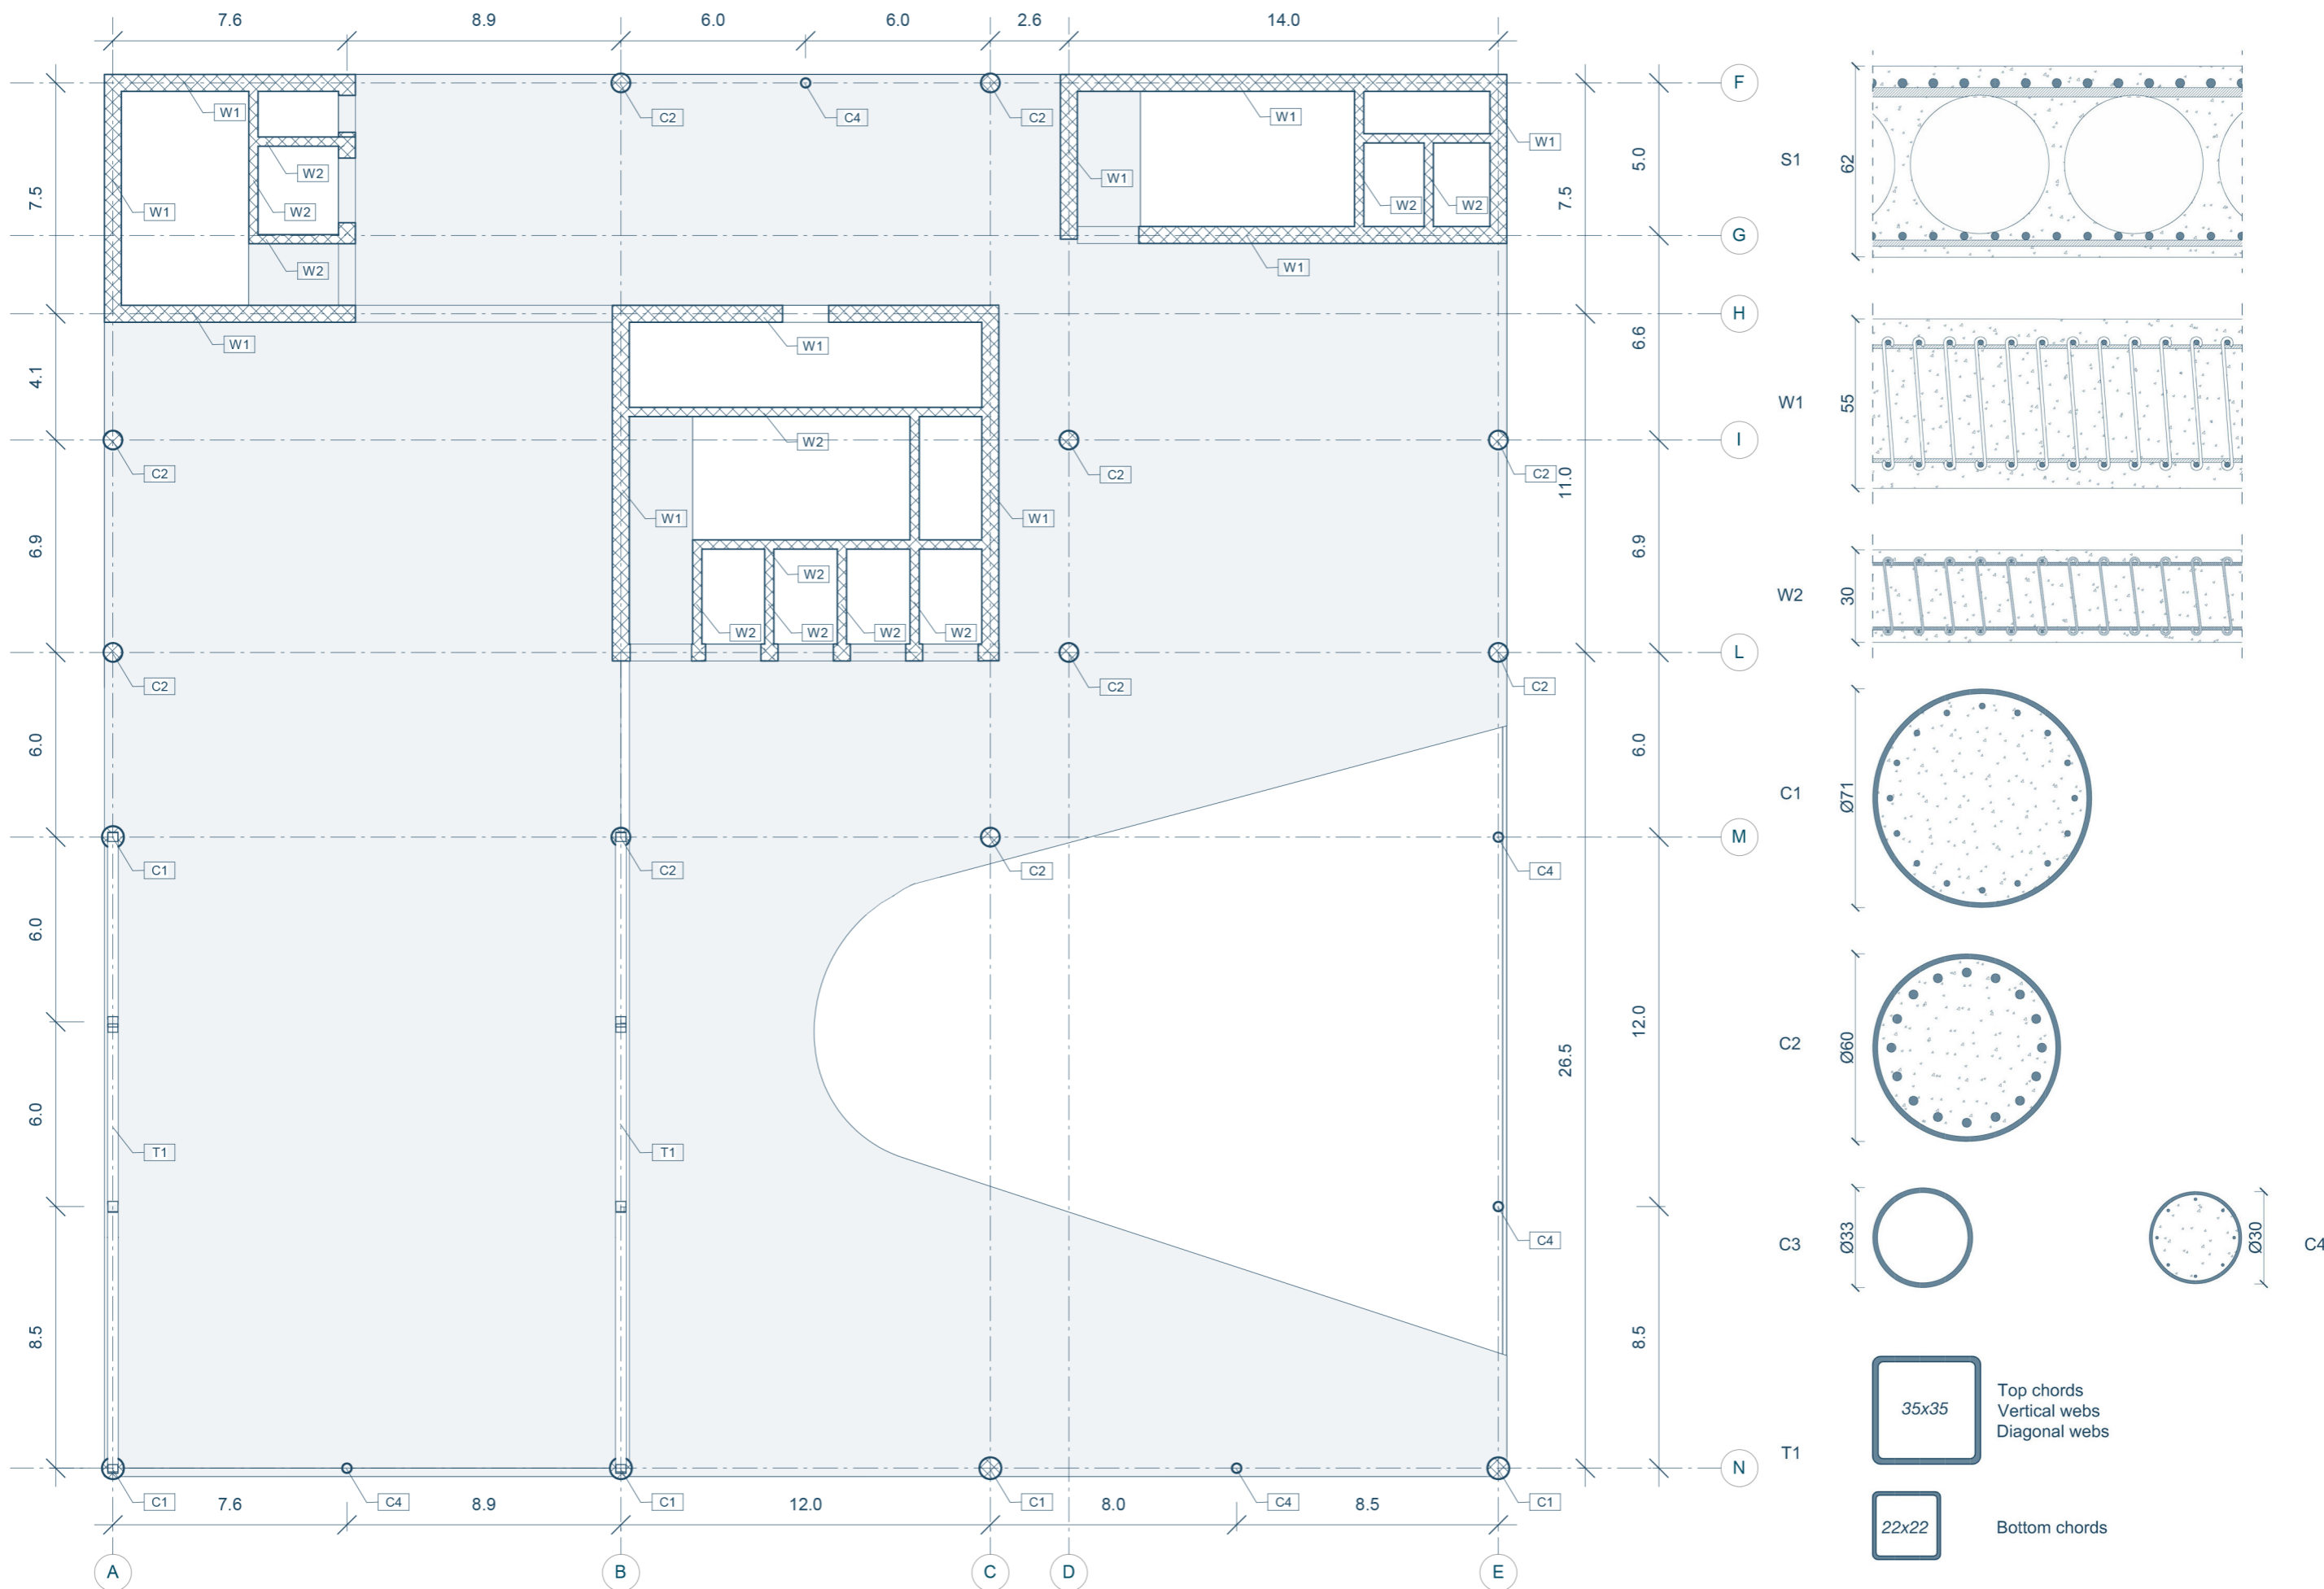 7.6 8.9 6.0 6.0 2.6 14.0
F
C2 C4 C2
W1 W1 W1
5.0
S1 62
W2 W1
7.5 W1 W2 W2 W2 7.5
G
W2 W1
H
W1 W1 6.6
4.1
W1 55
I
W2
C2 C2 C2
11.0
W1 W1
6.9 6.9
W2
W2 30
W2 W2 W2 W2
L
C2 C2 C2
6.0 6.0
C1 Ø71
M
C1 C2 C2 C4
6.0
12.0
C2 Ø60
26.5
6.0
T1 T1
C4
C3 Ø33 Ø30 C4
8.5 8.5
35x35
Top chords
Vertical webs
Diagonal webs
T1
N
C1 C4 C1 C1 C4 C1
7.6 8.9 12.0 8.0 8.5
22x22 Bottom chords
A B C D E